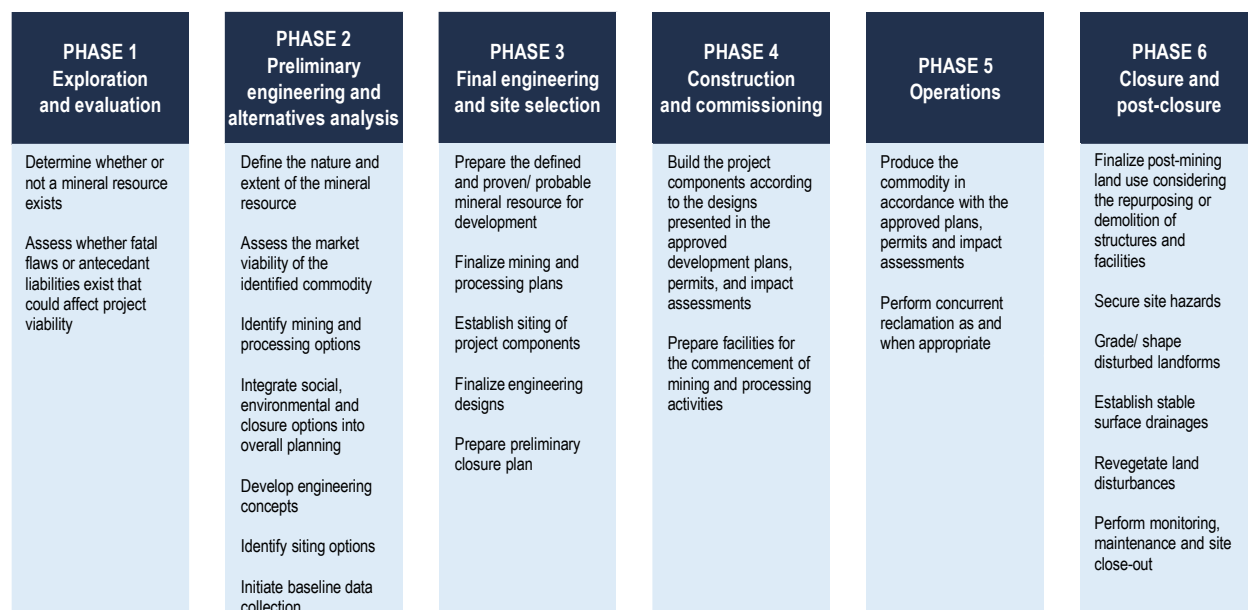 PHASE 1
Exploration
and evaluation
Determine whether or
not a mineral resource
exists
Assess whether fatal
flaws or antecedant
liabilities exist that
could affect project
viability
PHASE 2
Preliminary
engineering and
alternatives analysis
Define the nature and
extent of the mineral
resource
Assess the market
viability of the
identified commodity
Identify mining and
processing options
Integrate social,
environmental and
closure options into
overall planning
Develop engineering
concepts
Identify siting options
Initiate baseline data
collection
PHASE 3
Final engineering
and site selection
Prepare the defined
and proven/ probable
mineral resource for
development
Finalize mining and
processing plans
Establish siting of
project components
Finalize engineering
designs
Prepare preliminary
closure plan
PHASE 4
Construction
and commissioning
Build the project
components according
to the designs
presented in the
approved
development plans,
permits, and impact
assessments
Prepare facilities for
the commencement of
mining and processing
activities
PHASE 5
Operations
Produce the
commodity in
accordance with the
approved plans,
permits and impact
assessments
Perform concurrent
reclamation as and
when appropriate
PHASE 6
Closure and
post-closure
Finalize post-mining
land use considering
the repurposing or
demolition of
structures and
facilities
Secure site hazards
Grade/ shape
disturbed landforms
Establish stable
surface drainages
Revegetate land
disturbances
Perform monitoring,
maintenance and site
close-out